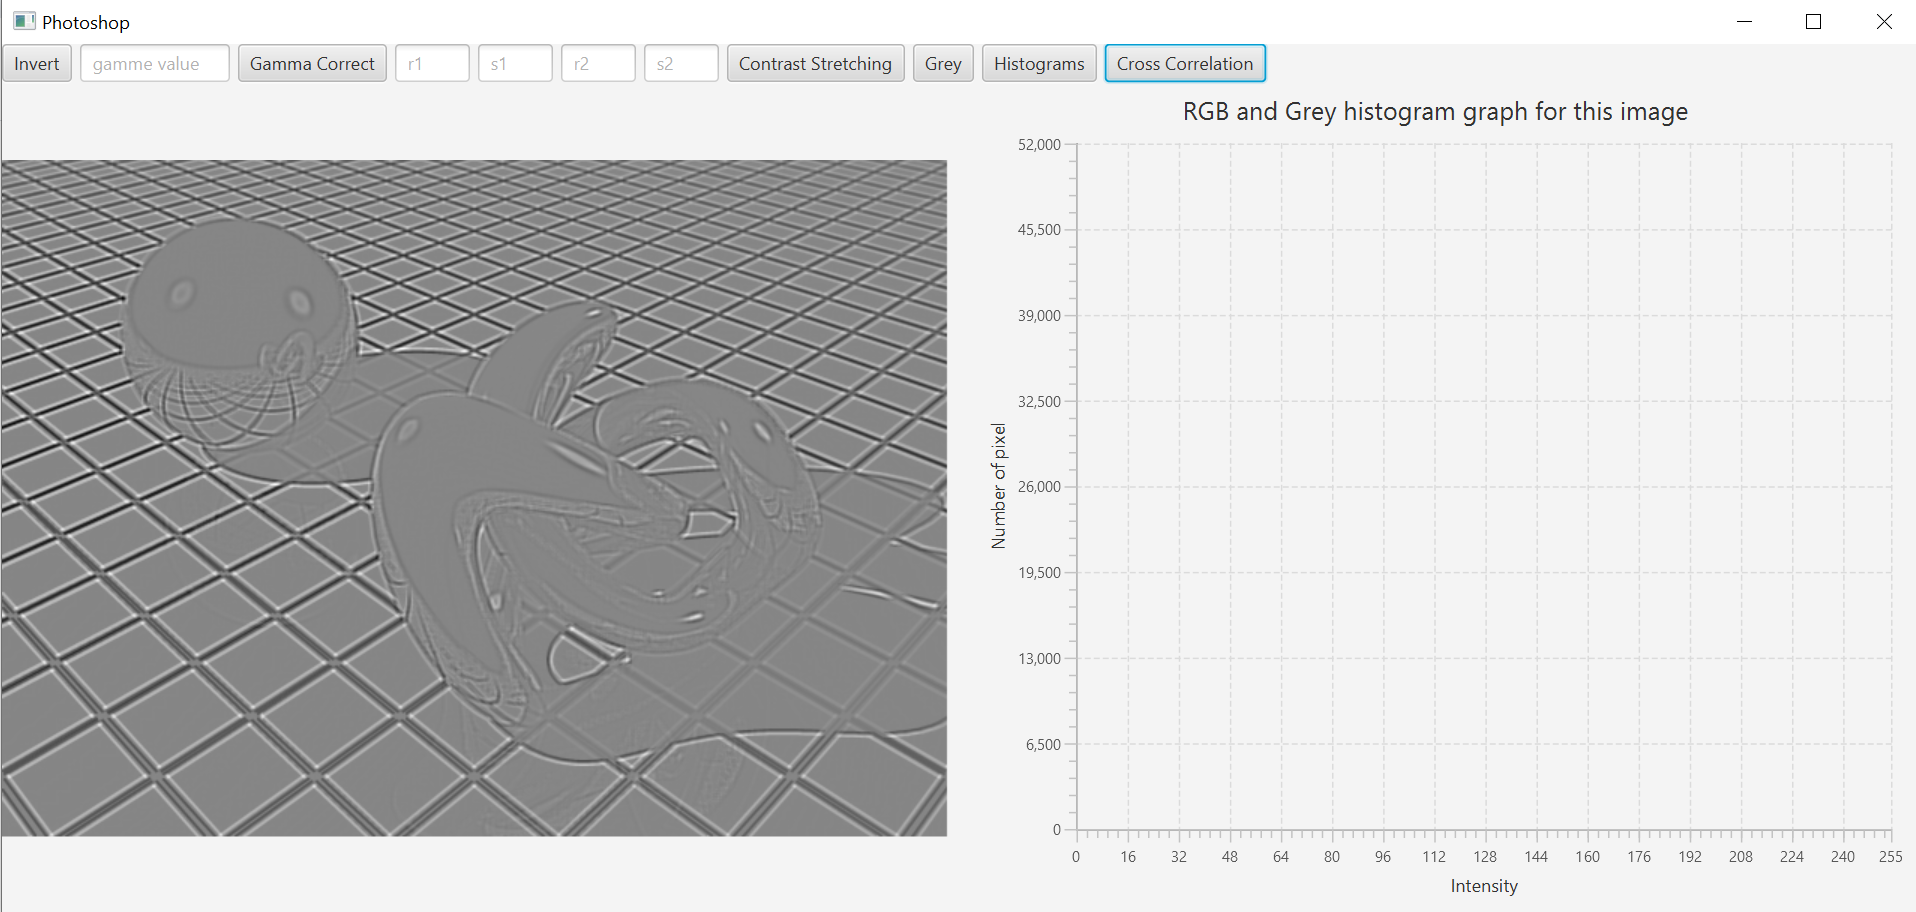 Photoshop
Invert gamme value Gamma Correct r1 s1 r2 s2 Contrast Stretching Grey Histograms Cross Correlation
RGB and Grey histogram graph for this image
52,000
45,500
39,000
32,500
26,000
19,500
13,000
6,500
0
Number of pixel
0 16 32 48 64 80 96 112 128 144 160 176 192 208 224 240 255
Intensity